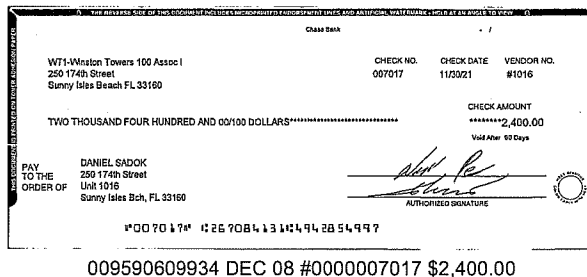 THE REVERSE SIDE OF THIS DOCUMENT INCLUDES MICROPRINTED ENDORSEMENT LINES AND ARTIFICIAL WATERMARK - HOLD AT AN ANGLE TO VIEW
Chase Bank
WT1-Winston Towers 100 Assoc I
250 174th Street
Sunny Isles Beach FL 33160
CHECK NO.
007017
CHECK DATE
11/30/21
VENDOR NO.
#1016
CHECK AMOUNT
TWO THOUSAND FOUR HUNDRED AND 00/100 DOLLARS******************************
********2,400.00
Void After 90 Days
PAY
TO THE
ORDER OF
DANIEL SADOK
250 174th Street
Unit 1016
Sunny Isles Bch, FL 33160
AUTHORIZED SIGNATURE
⑈007017⑈ ⑆267084131⑆4942854997
009590609934 DEC 08 #0000007017 $2,400.00